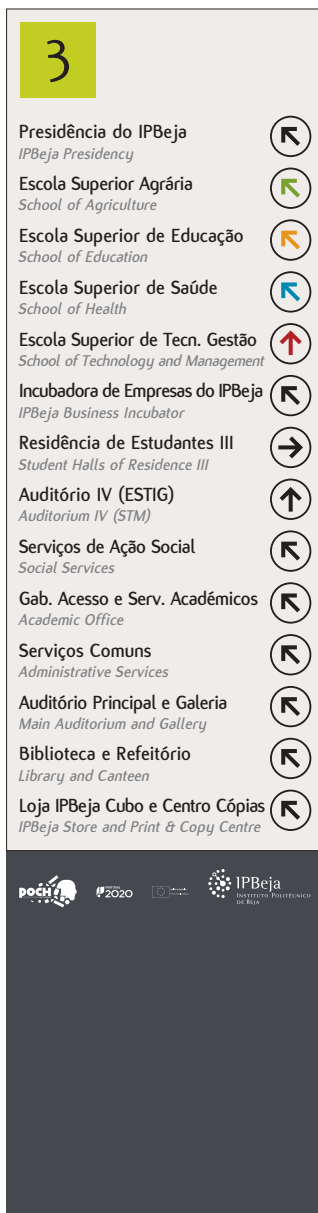 3
Presidência do IPBeja
IPBeja Presidency
Escola Superior Agrária
School of Agriculture
Escola Superior de Educação
School of Education
Escola Superior de Saúde
School of Health
Escola Superior de Tecn. Gestão
School of Technology and Management
Incubadora de Empresas do IPBeja
IPBeja Business Incubator
Residência de Estudantes III
Student Halls of Residence III
Auditório IV (ESTIG)
Auditorium IV (STM)
Serviços de Ação Social
Social Services
Gab. Acesso e Serv. Académicos
Academic Office
Serviços Comuns
Administrative Services
Auditório Principal e Galeria
Main Auditorium and Gallery
Biblioteca e Refeitório
Library and Canteen
Loja IPBeja Cubo e Centro Cópias
IPBeja Store and Print & Copy Centre
POCH
2020
IPBeja
Instituto Politécnico
de Beja